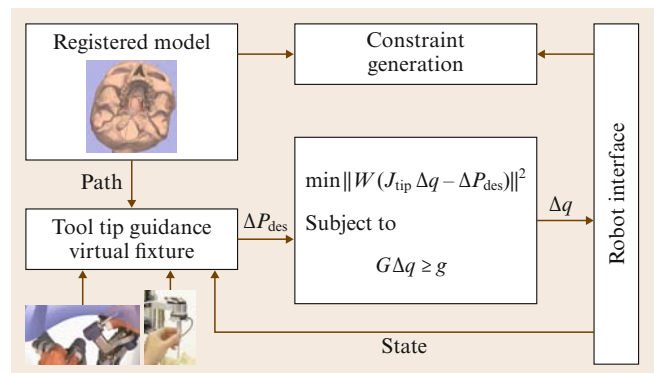 Registered model
Constraint
generation
Robot interface
Path
min‖W(J_tip Δq – ΔP_des)‖²
Subject to
GΔq ≥ g
Δq
Tool tip guidance
virtual fixture
ΔP_des
State